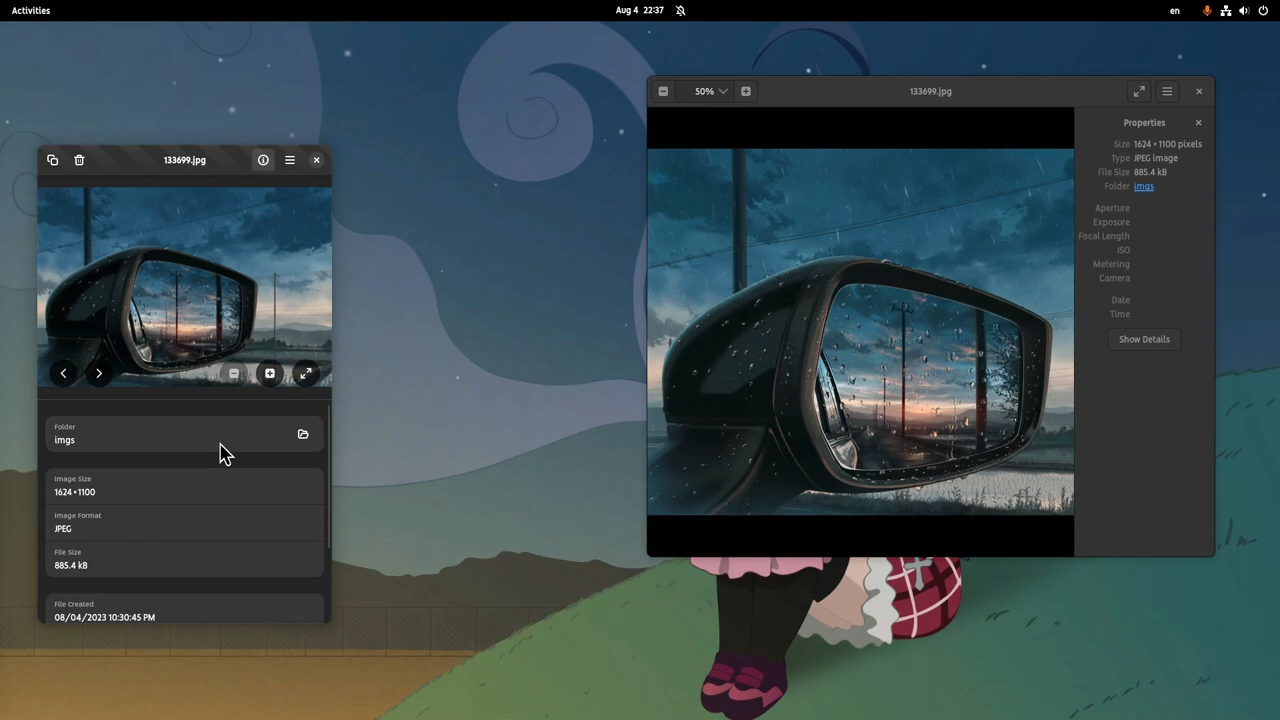 Activities
Aug 4 22:37
en
133699.jpg
Folder
imgs
Image Size
1624 • 1100
Image Format
JPEG
File Size
885.4 kB
File Created
08/04/2023 10:30:45 PM
50%
133699.jpg
Properties
Size 1624 × 1100 pixels
Type JPEG image
File Size 885.4 kB
Folder imgs
Aperture
Exposure
Focal Length
ISO
Metering
Camera
Date
Time
Show Details